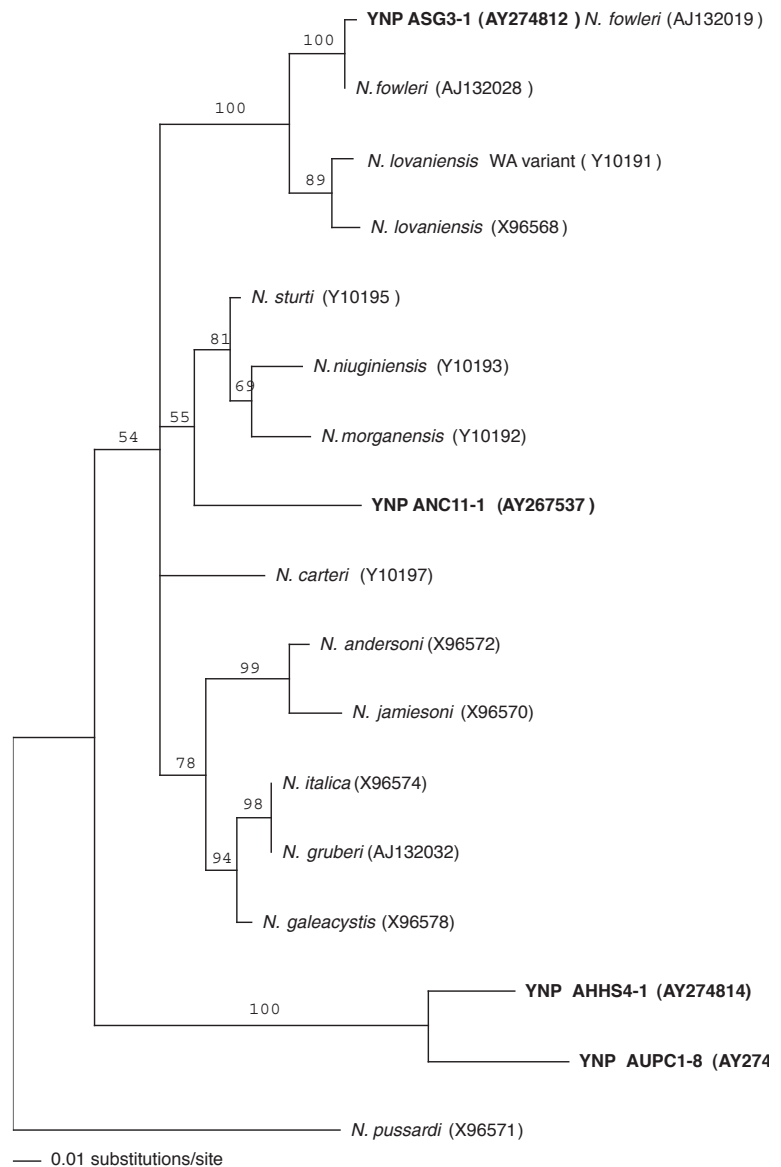 YNP ASG3-1 (AY274812 ) N. fowleri (AJ132019 )
100
N. fowleri (AJ132028 )
100
N. lovaniensis WA variant ( Y10191)
89
N. lovaniensis (X96568)
N. sturti (Y10195 )
81
N. niuginiensis (Y10193)
69
55
N. morganensis (Y10192)
54
YNP ANC11-1 (AY267537 )
N. carteri (Y10197)
N. andersoni (X96572)
99
N. jamiesoni (X96570)
78
N. italica (X96574)
98
N. gruberi (AJ132032)
94
N. galeacystis (X96578)
YNP AHHS4-1 (AY274814)
100
YNP AUPC1-8 (AY274
N. pussardi (X96571)
0.01 substitutions/site